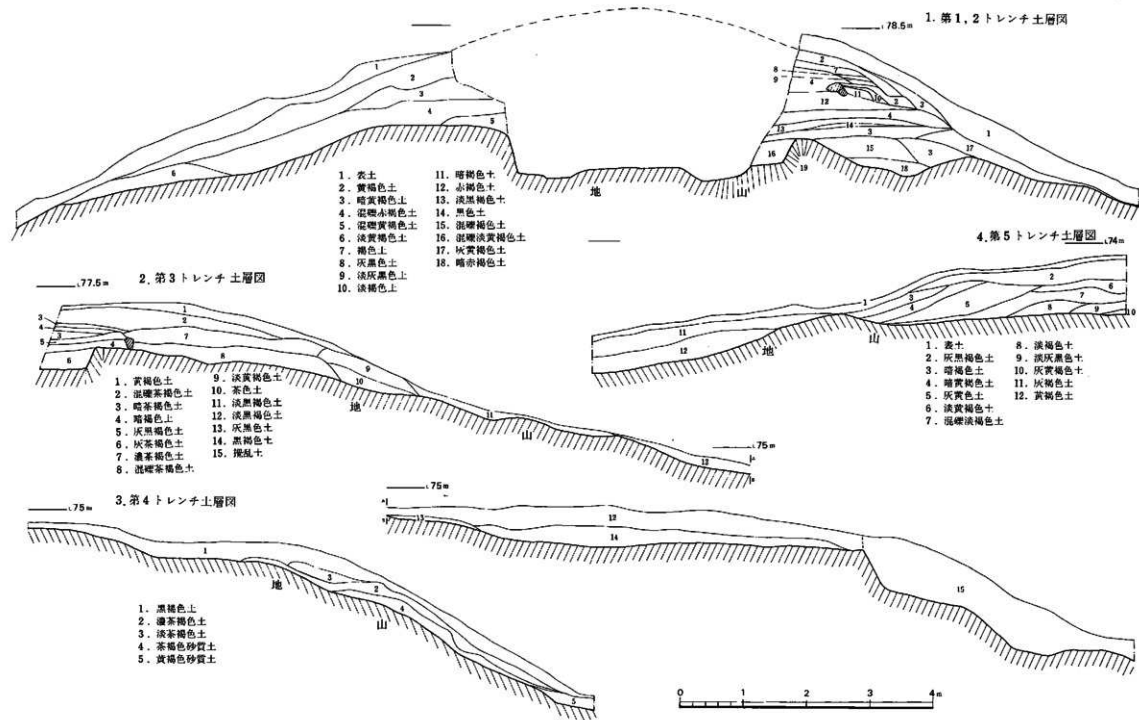 1. 第1,2トレンチ土層図
L78.5m
1. 表土
2. 黄褐色土
3. 暗黄褐色土
4. 混礫赤褐色土
5. 混礫黄褐色土
6. 淡黄褐色土
7. 褐色土
8. 灰黒色土
9. 淡灰黒色土
10. 淡褐色土
11. 暗褐色土
12. 赤褐色土
13. 淡黒褐色土
14. 黒色土
15. 混礫褐色土
16. 混礫淡黄褐色土
17. 灰黄褐色土
18. 暗赤褐色土
地 山
2. 第3トレンチ土層図
L77.5m
1. 黄褐色土
2. 混礫茶褐色土
3. 暗茶褐色土
4. 暗褐色土
5. 灰黒褐色土
6. 灰茶褐色土
7. 濃茶褐色土
8. 混礫茶褐色土
9. 淡黄褐色土
10. 茶色土
11. 淡黒褐色土
12. 淡黒褐色土
13. 灰黒色土
14. 黒褐色土
15. 攪乱土
地 山
L75m
L75m
4. 第5トレンチ土層図
L74m
地 山
1. 表土
2. 灰黒褐色土
3. 暗褐色土
4. 暗黄褐色土
5. 灰黄色土
6. 淡黄褐色土
7. 混礫淡褐色土
8. 淡褐色土
9. 淡灰黒色土
10. 灰黄褐色土
11. 灰褐色土
12. 黄褐色土
3. 第4トレンチ土層図
L75m
地 山
1. 黒褐色土
2. 濃茶褐色土
3. 淡茶褐色土
4. 茶褐色砂質土
5. 黄褐色砂質土
0 1 2 3 4m